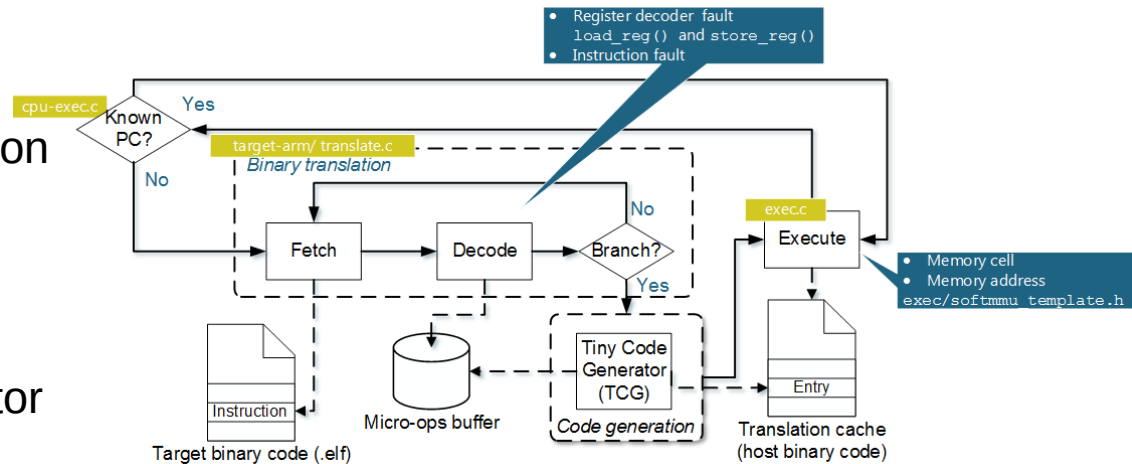 • Register decoder fault
load_reg() and store_reg()
• Instruction fault
cpu-exec.c
Known
PC?
Yes
No
on
target-arm/ translate.c
Binary translation
Fetch
Decode
Branch?
No
Yes
exec.c
Execute
• Memory cell
• Memory address
exec/softmmu_template.h
Instruction
Target binary code (.elf)
Micro-ops buffer
Tiny Code
Generator
(TCG)
Code generation
Entry
Translation cache
(host binary code)
tor